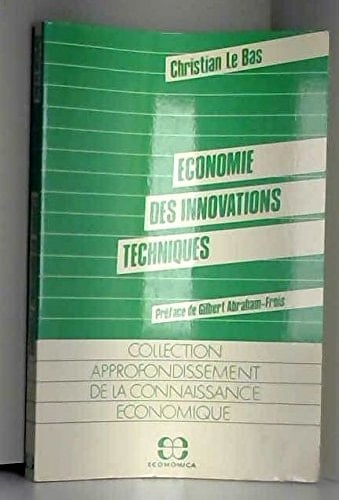 Christian Le Bas
ECONOMIE
DES INNOVATIONS
TECHNIQUES
Préface de Gilbert Abraham-Frois
COLLECTION
APPROFONDISSEMENT
DE LA CONNAISSANCE
ECONOMIQUE
ECONOMICA